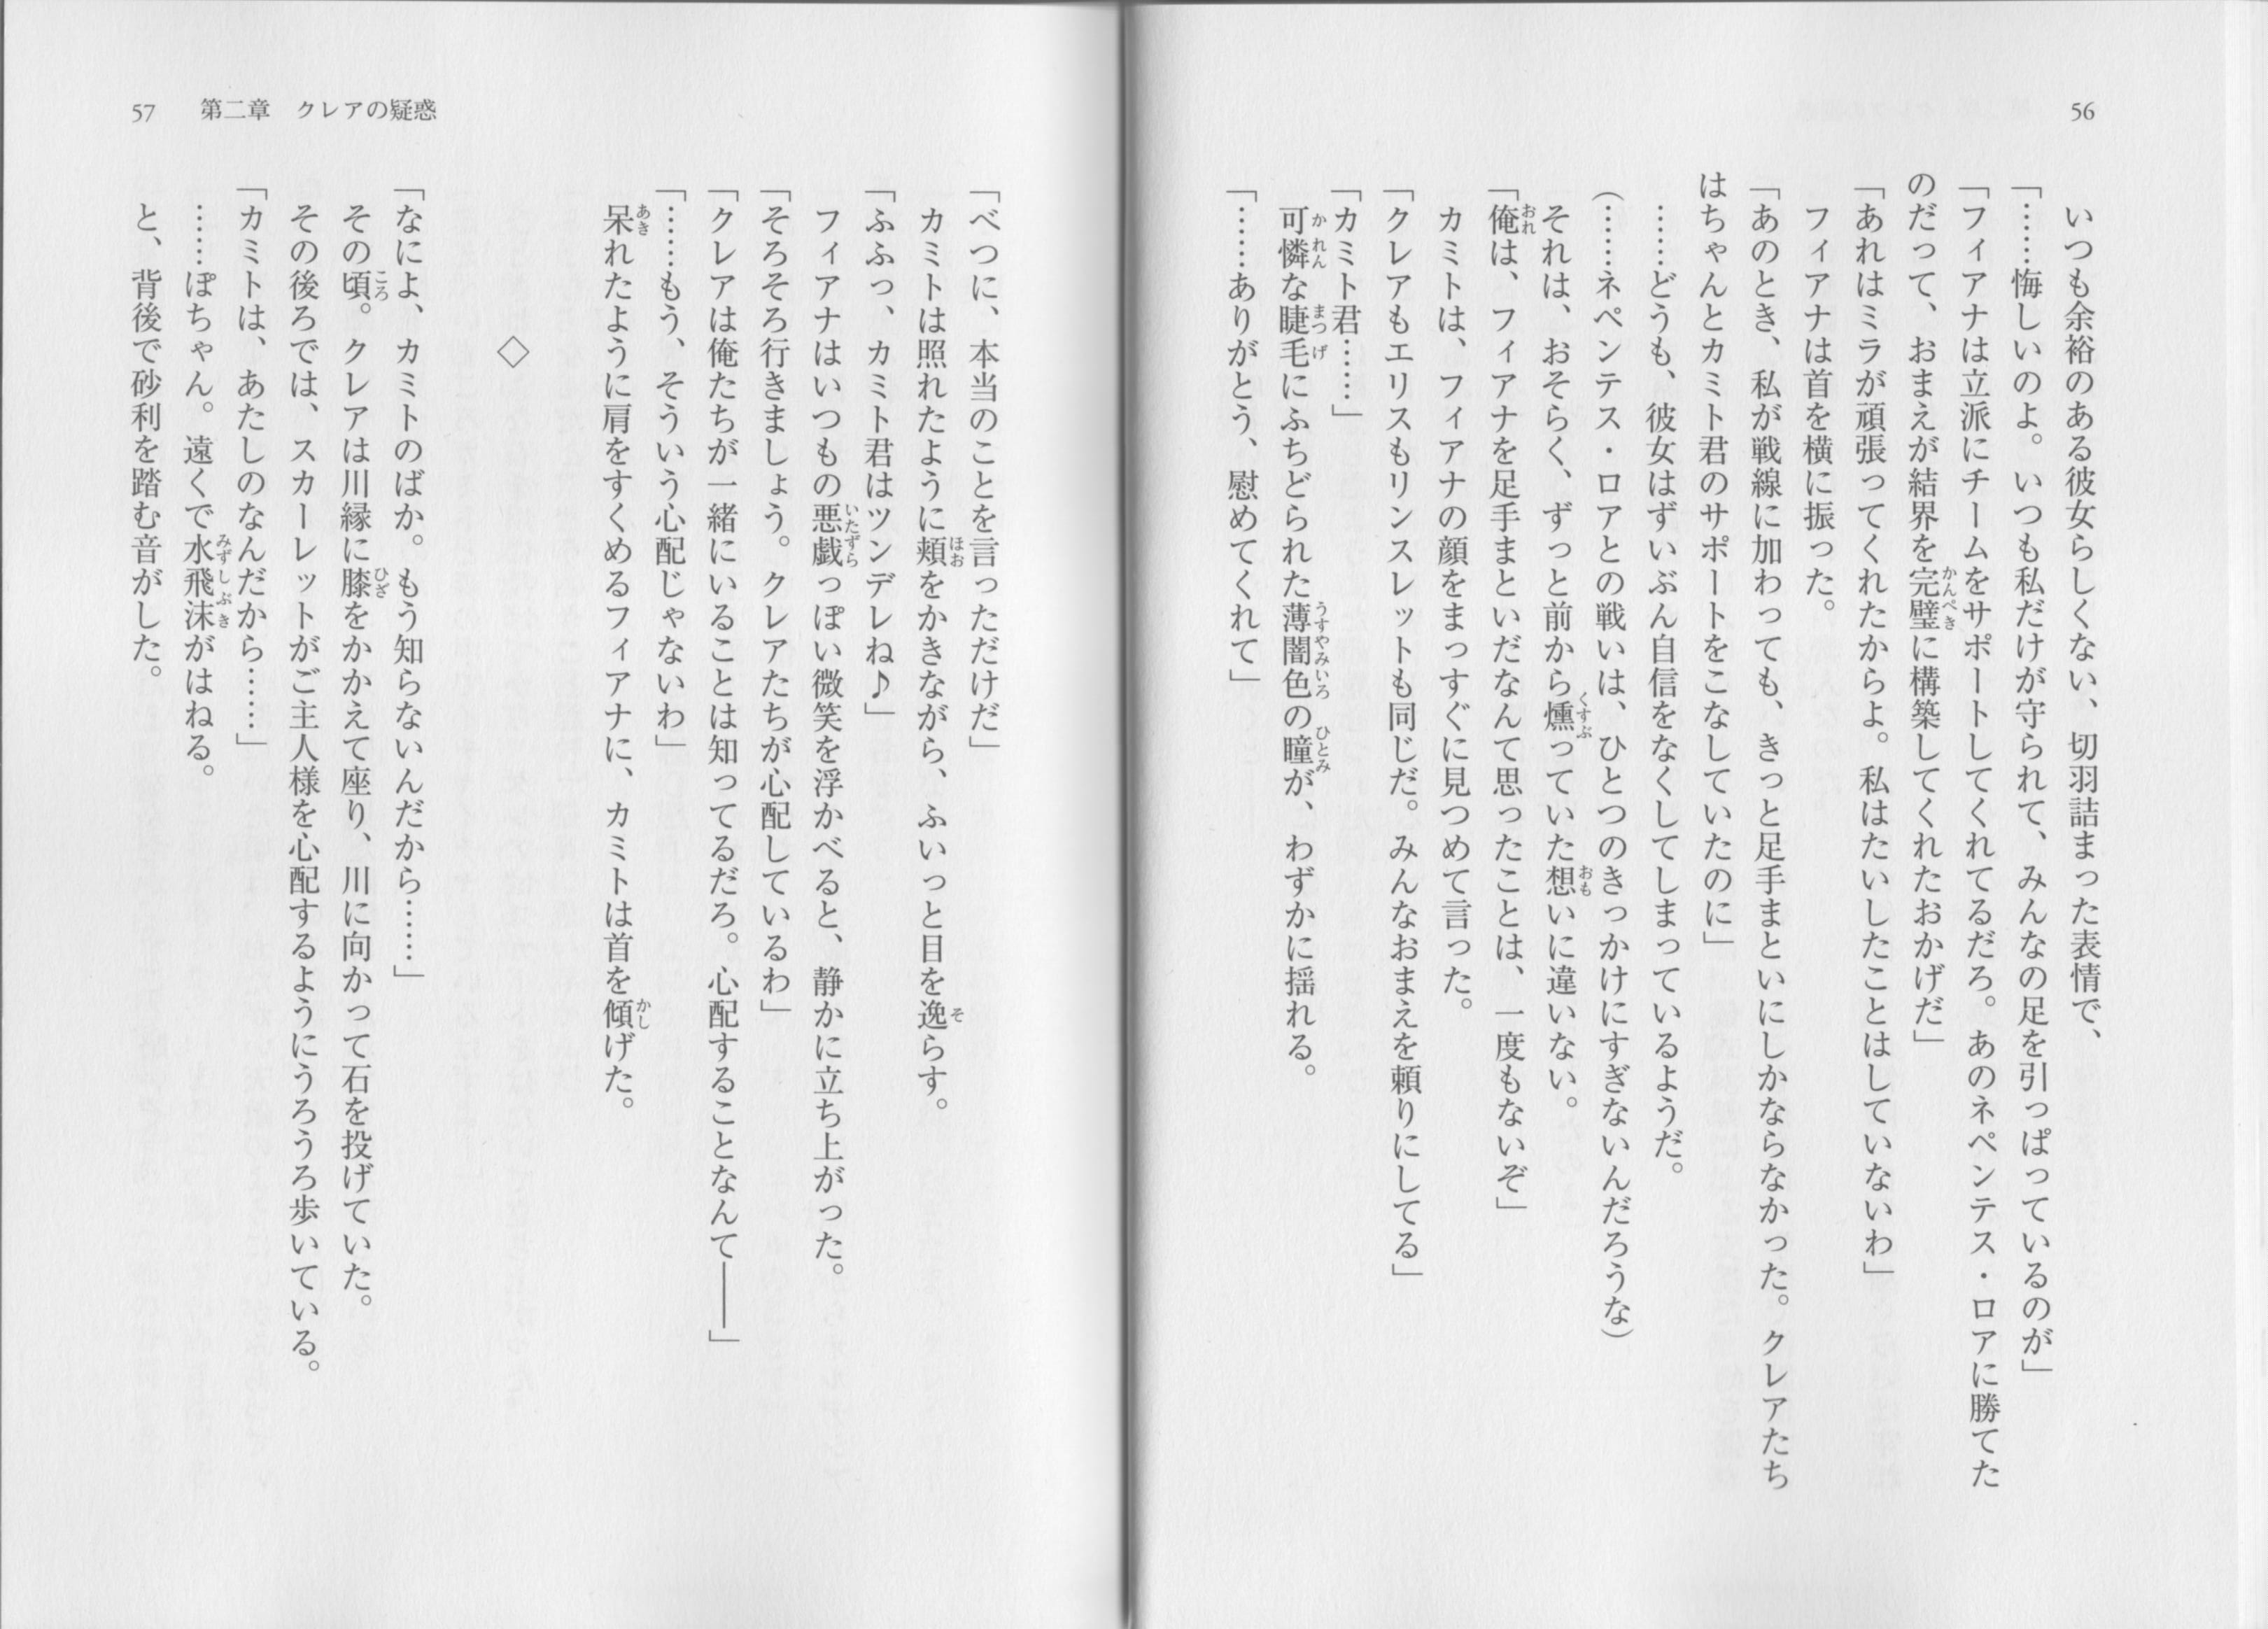 56
いつも余裕のある彼女らしくない、切羽詰まった表情で、
「……悔しいのよ。いつも私だけが守られて、みんなの足を引っぱっているのが」
「フィアナは立派にチームをサポートしてくれてるだろ。あのネペンテス・ロアに勝てた
のだって、おまえが結界を完璧に構築してくれたおかげだ」
「あれはミラが頑張ってくれたからよ。私はたいしたことはしていないわ」
フィアナは首を横に振った。
「あのとき、私が戦線に加わっても、きっと足手まといにしかならなかった。クレアたち
はちゃんとカミト君のサポートをこなしていたのに」
……どうも、彼女はずいぶん自信をなくしてしまっているようだ。
（……ネペンテス・ロアとの戦いは、ひとつのきっかけにすぎないんだろうな）
それは、おそらく、ずっと前から燻っていた想いに違いない。
「俺は、フィアナを足手まといだなんて思ったことは、一度もないぞ」
カミトは、フィアナの顔をまっすぐに見つめて言った。
「クレアもエリスもリンスレットも同じだ。みんなおまえを頼りにしてる」
「カミト君……」
可憐な睫毛にふちどられた薄闇色の瞳が、わずかに揺れる。
「……ありがとう、慰めてくれて」
57 第二章 クレアの疑惑
「べつに、本当のことを言っただけだ」
カミトは照れたように頬をかきながら、ふいっと目を逸らす。
「ふふっ、カミト君はツンデレね♪」
フィアナはいつもの悪戯っぽい微笑を浮かべると、静かに立ち上がった。
「そろそろ行きましょう。クレアたちが心配しているわ」
「クレアは俺たちが一緒にいることは知ってるだろ。心配することなんて――」
「……もう、そういう心配じゃないわ」
呆れたように肩をすくめるフィアナに、カミトは首を傾げた。
◇
「なによ、カミトのばか。もう知らないんだから……」
その頃。クレアは川縁に膝をかかえて座り、川に向かって石を投げていた。
その後ろでは、スカーレットがご主人様を心配するようにうろうろ歩いている。
「カミトは、あたしのなんだから……」
……ぽちゃん。遠くで水飛沫がはねる。
と、背後で砂利を踏む音がした。